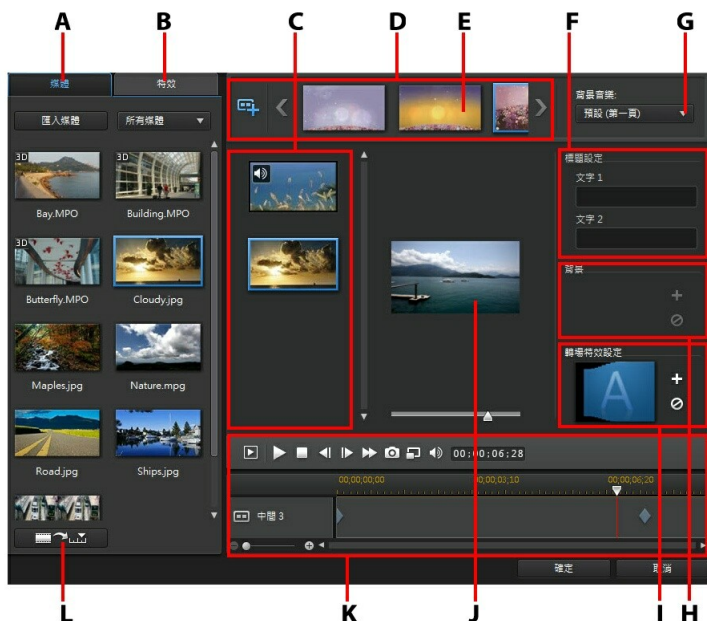 A
B
C
D
E
F
G
媒體
特效
匯入媒體
所有媒體
3D
3D
Bay.MPO
Building.MPO
3D
Butterfly.MPO
Cloudy.jpg
Maples.jpg
Nature.mpg
Road.jpg
Ships.jpg
背景音樂:
預設 (第一頁)
標題設定
文字 1
文字 2
背景
轉場特效設定
A
00;00;06;28
00;00;00;00
00;00;03;10
00;00;06;20
中間 3
確定
取消
L
K
J
I
H